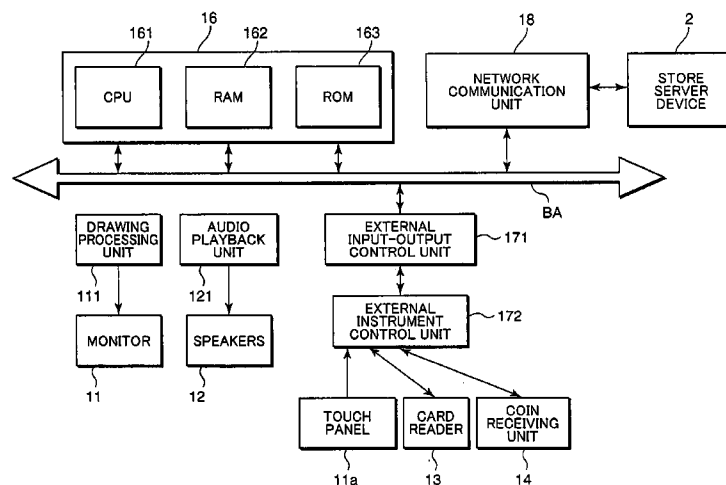 161
16
162
163
18
2
CPU
RAM
ROM
NETWORK
COMMUNICATION
UNIT
STORE
SERVER
DEVICE
BA
DRAWING
PROCESSING
UNIT
AUDIO
PLAYBACK
UNIT
EXTERNAL
INPUT-OUTPUT
CONTROL UNIT
171
111
121
MONITOR
SPEAKERS
EXTERNAL
INSTRUMENT
CONTROL UNIT
172
11
12
TOUCH
PANEL
CARD
READER
COIN
RECEIVING
UNIT
11a
13
14